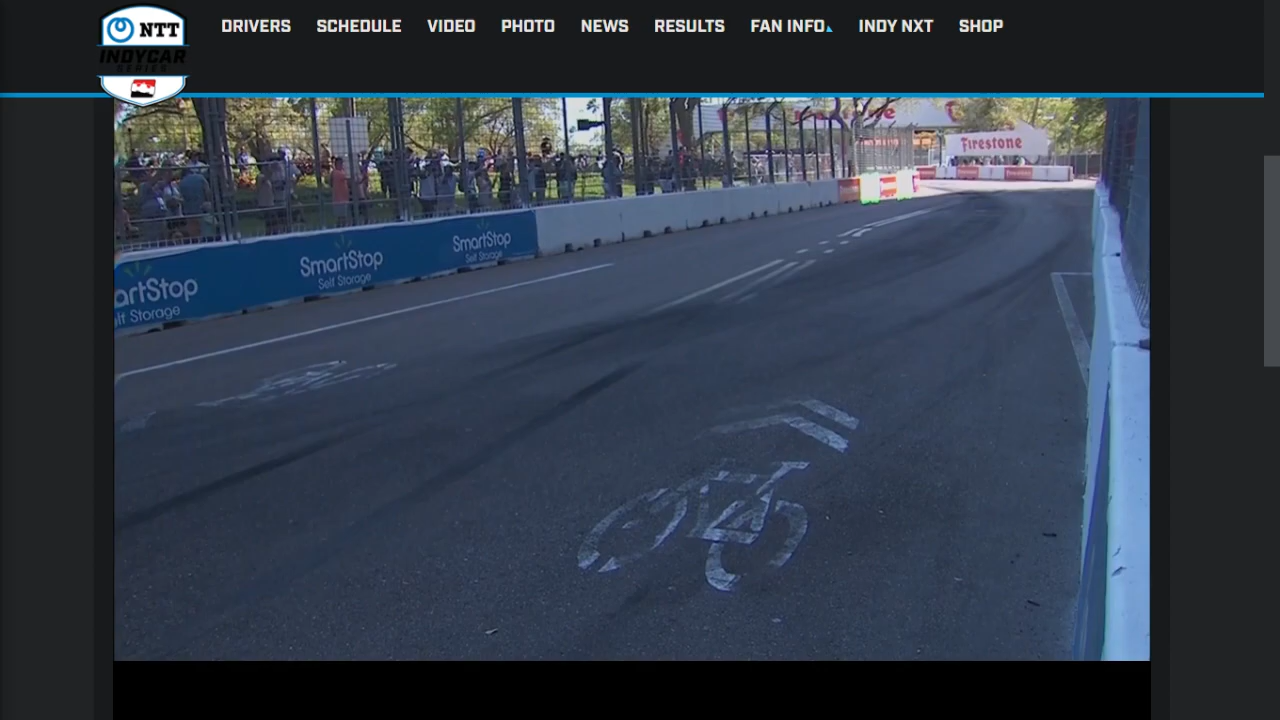 NTT
INDYCAR
SERIES
DRIVERS SCHEDULE VIDEO PHOTO NEWS RESULTS FAN INFO INDY NXT SHOP
Firestone
SmartStop
Self Storage
SmartStop
Self Storage
artStop
elf Storage